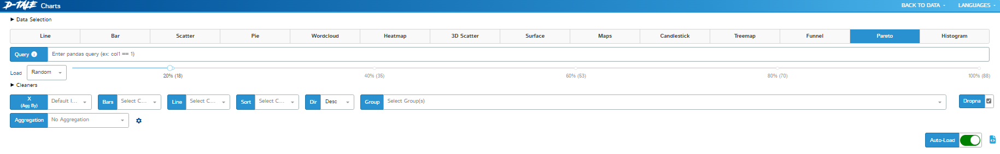 D-TALE Charts BACK TO DATA LANGUAGES
Data Selection
Line Bar Scatter Pie Wordcloud Heatmap 3D Scatter Surface Maps Candlestick Treemap Funnel Pareto Histogram
Query Enter pandas query (ex: col1 == 1)
Load Random
20% (18) 40% (35) 60% (53) 80% (70) 100% (88)
Cleaners
X (Agg By) Default I... Bars Select C... Line Select C... Sort Select C... Dir Desc Group Select Group(s) Dropna
Aggregation No Aggregation
Auto-Load